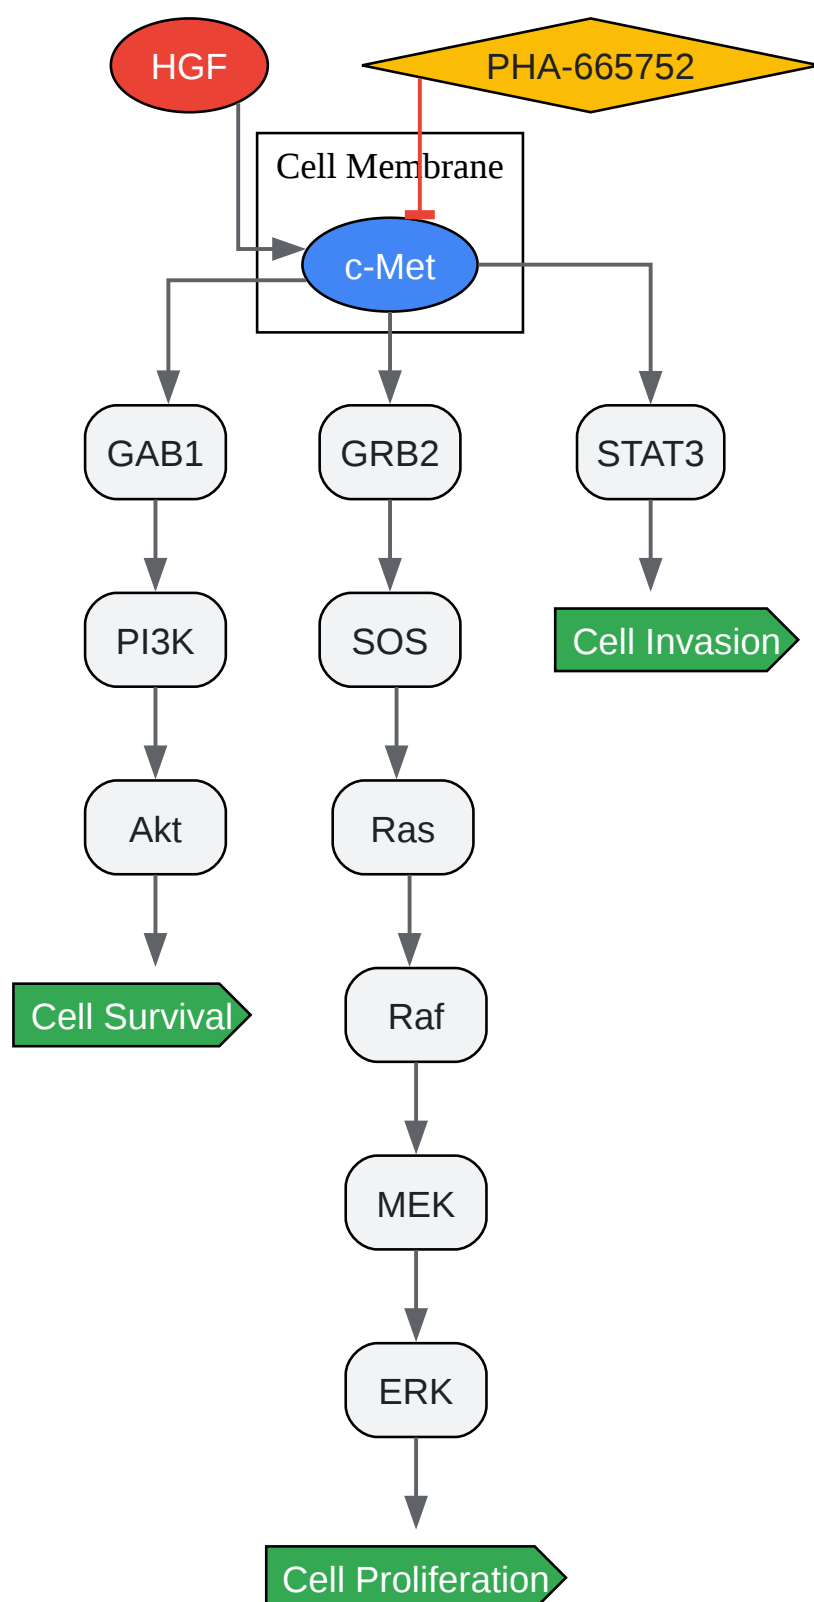 HGF
PHA-665752
Cell Membrane
c-Met
GAB1
GRB2
STAT3
PI3K
SOS
Cell Invasion
Akt
Ras
Cell Survival
Raf
MEK
ERK
Cell Proliferation